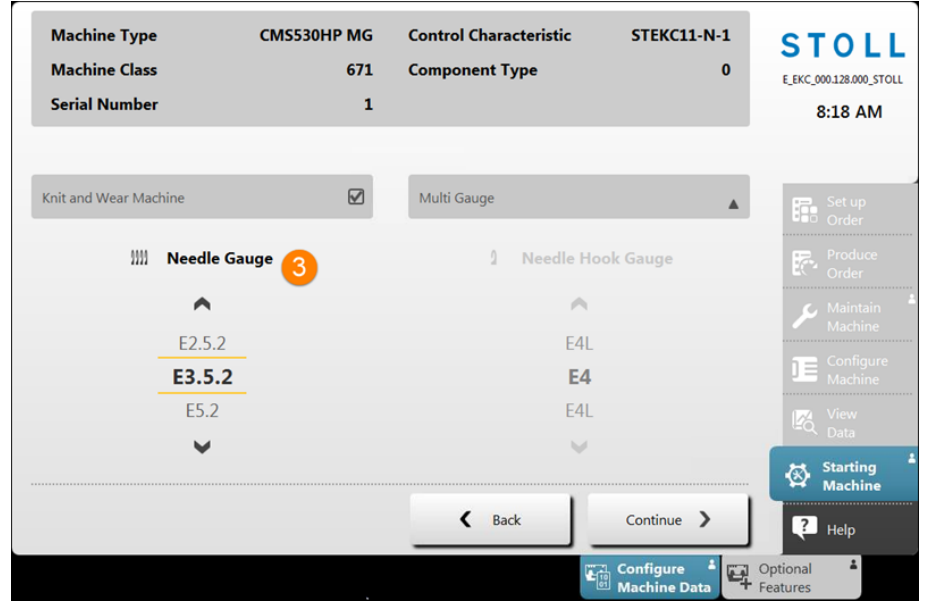 Machine Type CMS530HP MG Control Characteristic STEKC11-N-1
Machine Class 671 Component Type 0
Serial Number 1
STOLL
E_EKC_000.128.000_STOLL
8:18 AM
Knit and Wear Machine Multi Gauge
Needle Gauge 3 Needle Hook Gauge
E2.5.2 E4L
E3.5.2 E4
E5.2 E4L
Back Continue
Set up
Order
Produce
Order
Maintain
Machine
Configure
Machine
View
Data
Starting
Machine
? Help
Configure
Machine Data
Optional
Features